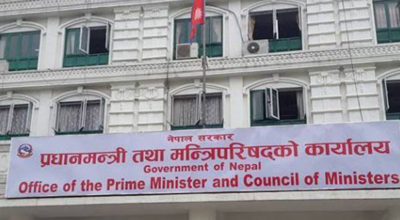 नेपाल सरकार
प्रधानमन्त्री तथा मन्त्रिपरिषद्को कार्यालय
Government of Nepal
Office of the Prime Minister and Council of Ministers